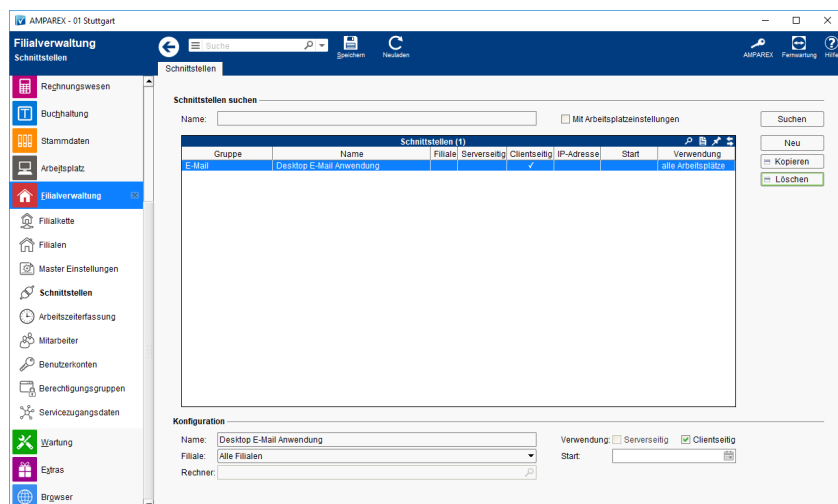 AMPAREX - 01 Stuttgart
Filialverwaltung
Schnittstellen
Suche
Speichern
Neuladen
AMPAREX
Fernwartung
Hilfe
Schnittstellen
Rechnungswesen
Buchhaltung
Stammdaten
Arbeitsplatz
Filialverwaltung
Filialkette
Filialen
Master Einstellungen
Schnittstellen
Arbeitszeiterfassung
Mitarbeiter
Benutzerkonten
Berechtigungsgruppen
Servicezugangsdaten
Wartung
Extras
Browser
Schnittstellen suchen
Name:
Mit Arbeitsplatzeinstellungen
Suchen
Schnittstellen (1)
Neu
Gruppe Name Filiale Serverseitig Clientseitig IP-Adresse Start Verwendung
E-Mail Desktop E-Mail Anwendung ✓ alle Arbeitsplätze
Kopieren
Löschen
Konfiguration
Name: Desktop E-Mail Anwendung Verwendung: Serverseitig Clientseitig
Filiale: Alle Filialen Start:
Rechner: